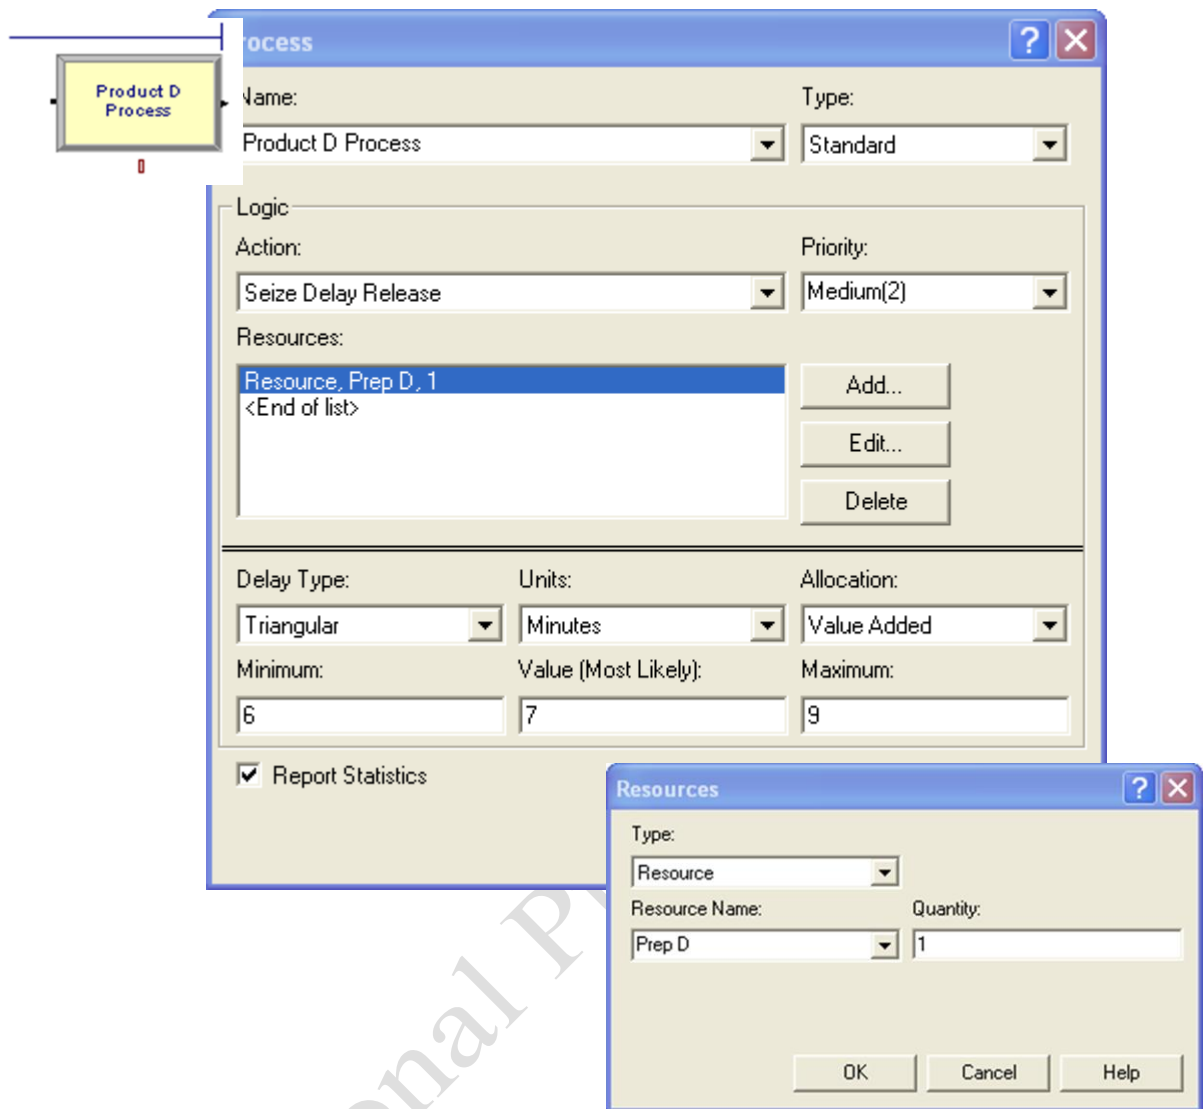 Product D
Process
0
rocess
Name:
Type:
Product D Process
Standard
Logic
Action:
Priority:
Seize Delay Release
Medium(2)
Resources:
Resource, Prep D, 1
<End of list>
Add...
Edit...
Delete
Delay Type:
Units:
Allocation:
Triangular
Minutes
Value Added
Minimum:
Value (Most Likely):
Maximum:
6
7
9
Report Statistics
Resources
Type:
Resource
Resource Name:
Quantity:
Prep D
1
OK
Cancel
Help